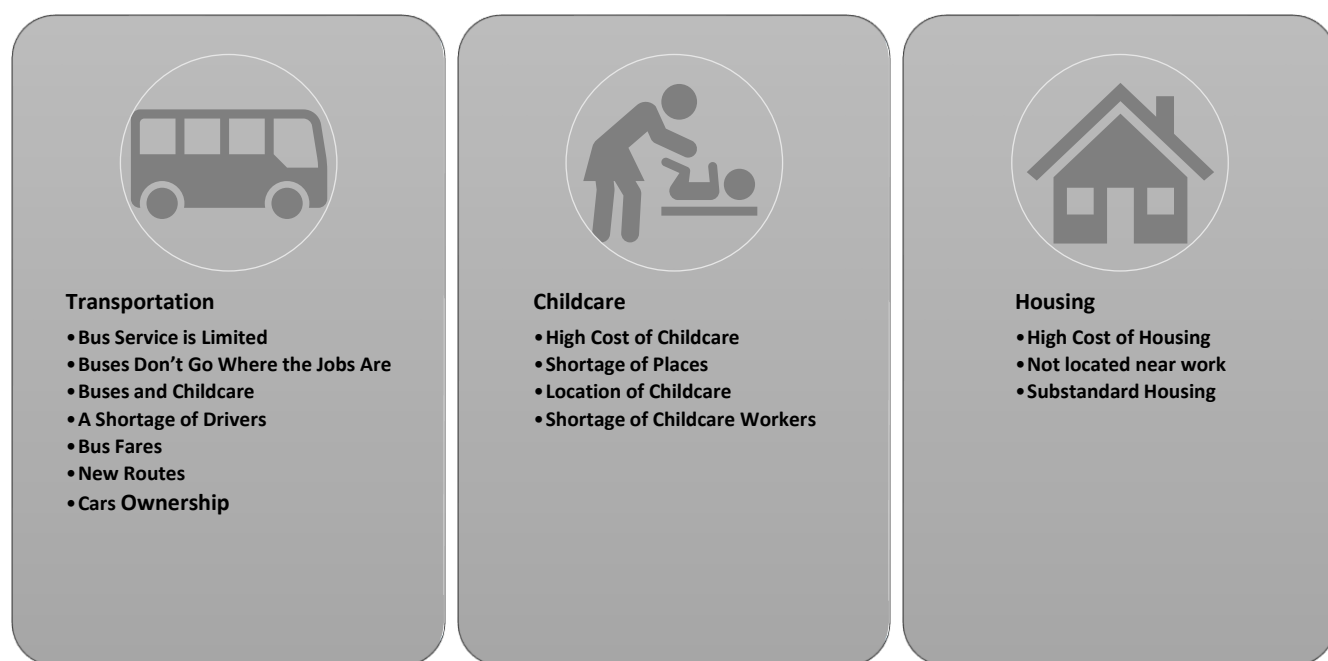 Transportation
•Bus Service is Limited
•Buses Don’t Go Where the Jobs Are
•Buses and Childcare
•A Shortage of Drivers
•Bus Fares
•New Routes
•Cars Ownership
Childcare
•High Cost of Childcare
•Shortage of Places
•Location of Childcare
•Shortage of Childcare Workers
Housing
•High Cost of Housing
•Not located near work
•Substandard Housing